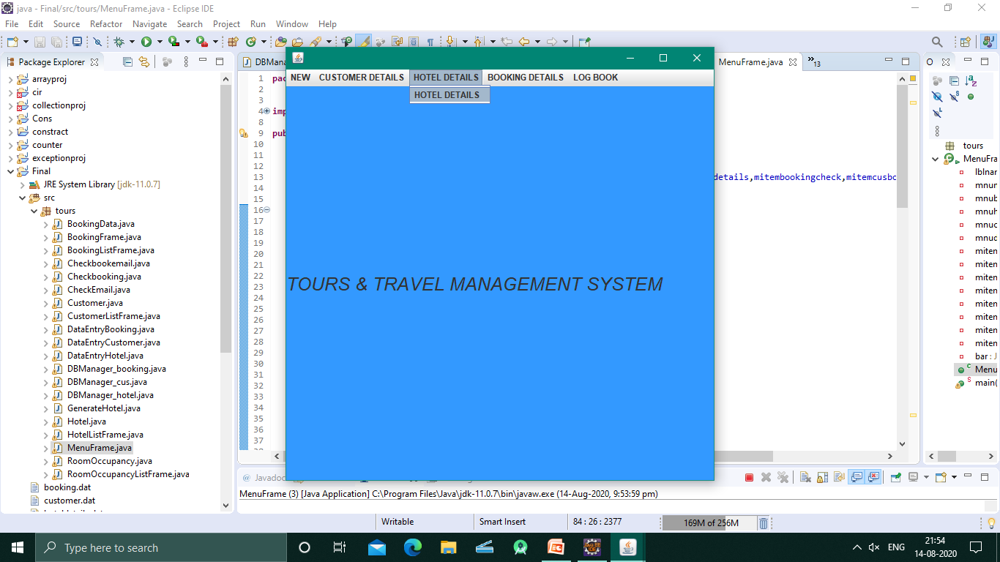 java - Final/src/tours/MenuFrame.java - Eclipse IDE
File Edit Source Refactor Navigate Search Project Run Window Help
Package Explorer
arrayproj
cir
collectionproj
Cons
constract
counter
exceptionproj
Final
JRE System Library [jdk-11.0.7]
src
tours
BookingData.java
BookingFrame.java
BookingListFrame.java
Checkbookemail.java
Checkbooking.java
CheckEmail.java
Customer.java
CustomerListFrame.java
DataEntryBooking.java
DataEntryCustomer.java
DataEntryHotel.java
DBManager_booking.java
DBManager_cus.java
DBManager_hotel.java
GenerateHotel.java
Hotel.java
HotelListFrame.java
MenuFrame.java
RoomOccupancy.java
RoomOccupancyListFrame.java
booking.dat
customer.dat
DBMana
MenuFrame.java
13
1 pac
2
3
4 imp
8
9 pub
10
11
12
13 details,mitembookingcheck,mitemcusbc
14
15
16
17
18
19
20
21
22
23
24
25
26
27
28
29
30
31
32
33
34
35
36
37
NEW CUSTOMER DETAILS HOTEL DETAILS BOOKING DETAILS LOG BOOK
HOTEL DETAILS
TOURS & TRAVEL MANAGEMENT SYSTEM
O
tours
MenuFra
lblnar
mnur
mnub
mnuh
mnuc
mnuc
mitem
mitem
mitem
mitem
mitem
mitem
mitem
mitem
bar : J
Menu
main(
@ Javadoc
MenuFrame (3) [Java Application] C:\Program Files\Java\jdk-11.0.7\bin\javaw.exe (14-Aug-2020, 9:53:59 pm)
Writable Smart Insert 84 : 26 : 2377 169M of 256M
Type here to search
ENG
21:54
14-08-2020